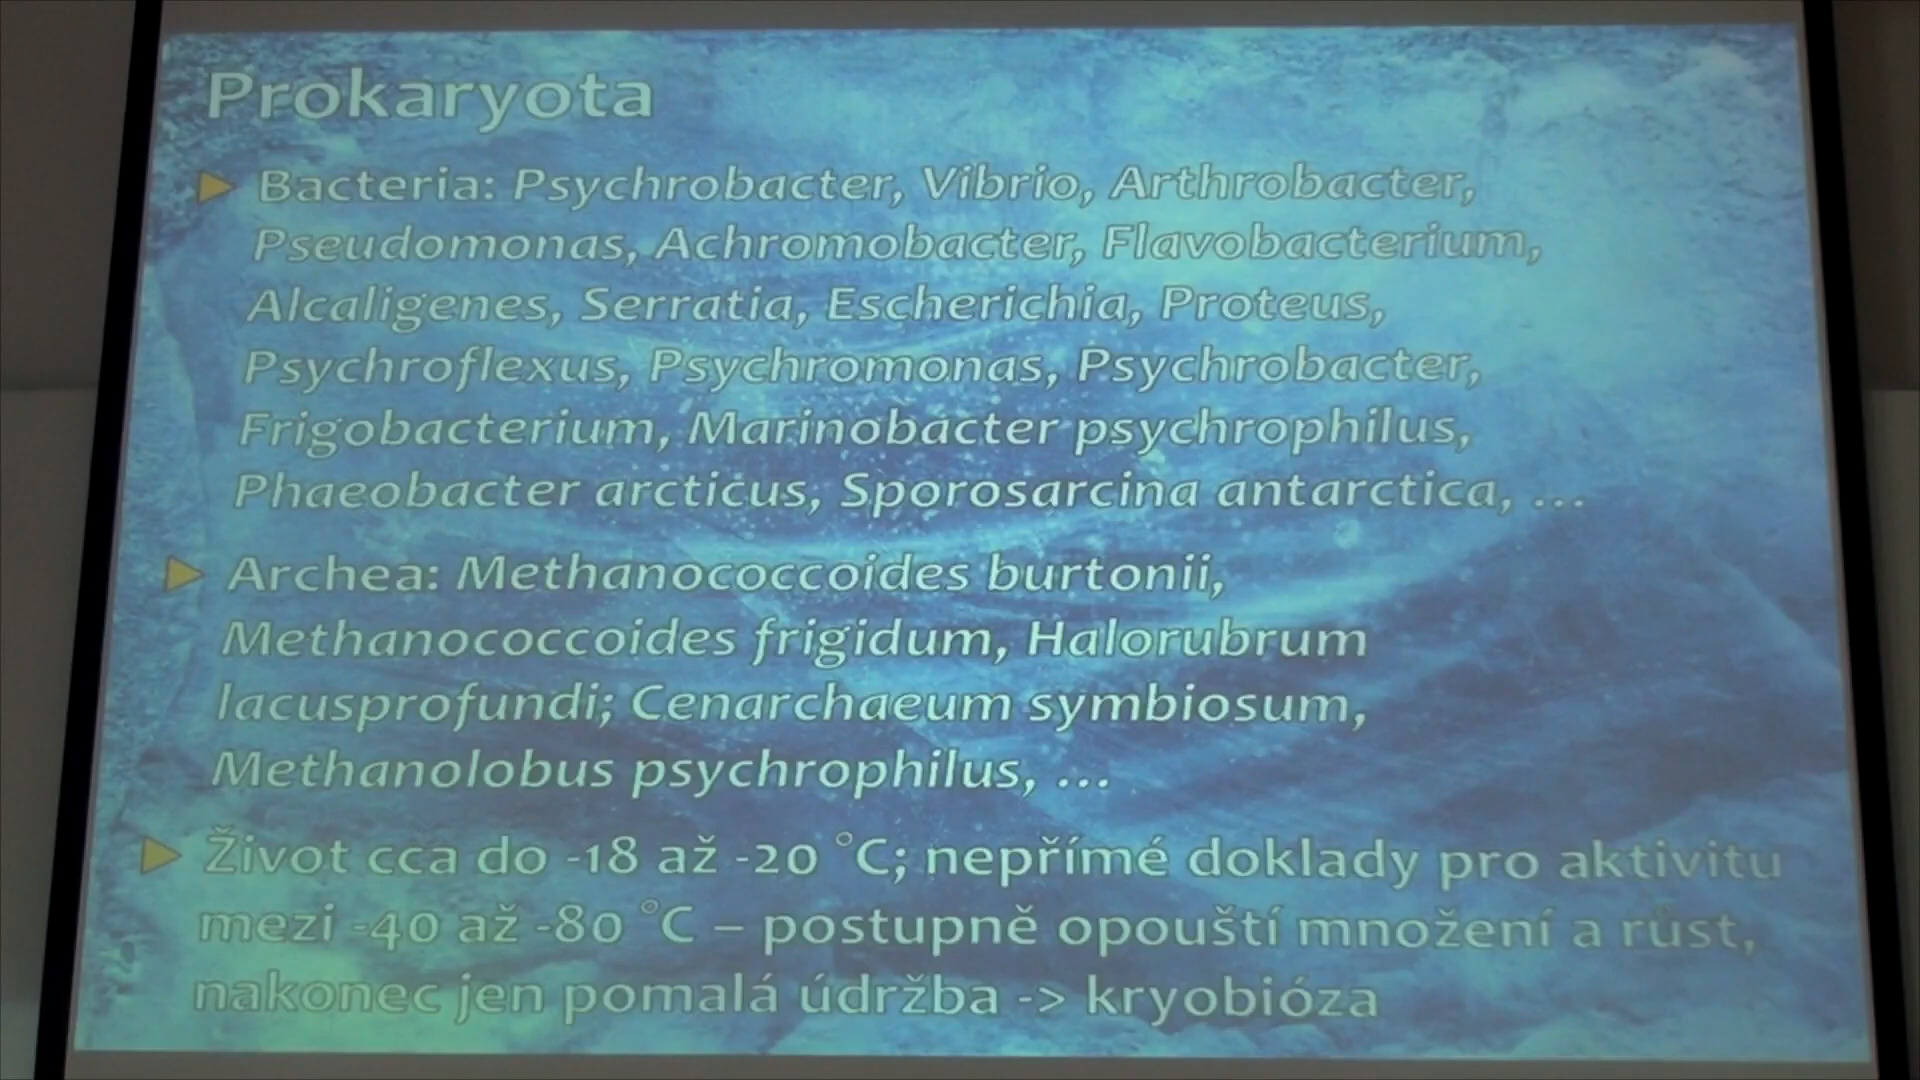 Prokaryota
Bacteria: Psychrobacter, Vibrio, Arthrobacter,
Pseudomonas, Achromobacter, Flavobacterium,
Alcaligenes, Serratia, Escherichia, Proteus,
Psychroflexus, Psychromonas, Psychrobacter,
Frigobacterium, Marinobacter psychrophilus,
Phaeobacter arcticus, Sporosarcina antarctica, ...
Archea: Methanococcoides burtonii,
Methanococcoides frigidum, Halorubrum
lacusprofundi; Cenarchaeum symbiosum,
Methanolobus psychrophilus, ...
Život cca do -18 až -20 °C; nepřímé doklady pro aktivitu
mezi -40 až -80 °C – postupně opouští množení a růst,
nakonec jen pomalá údržba -> kryobióza